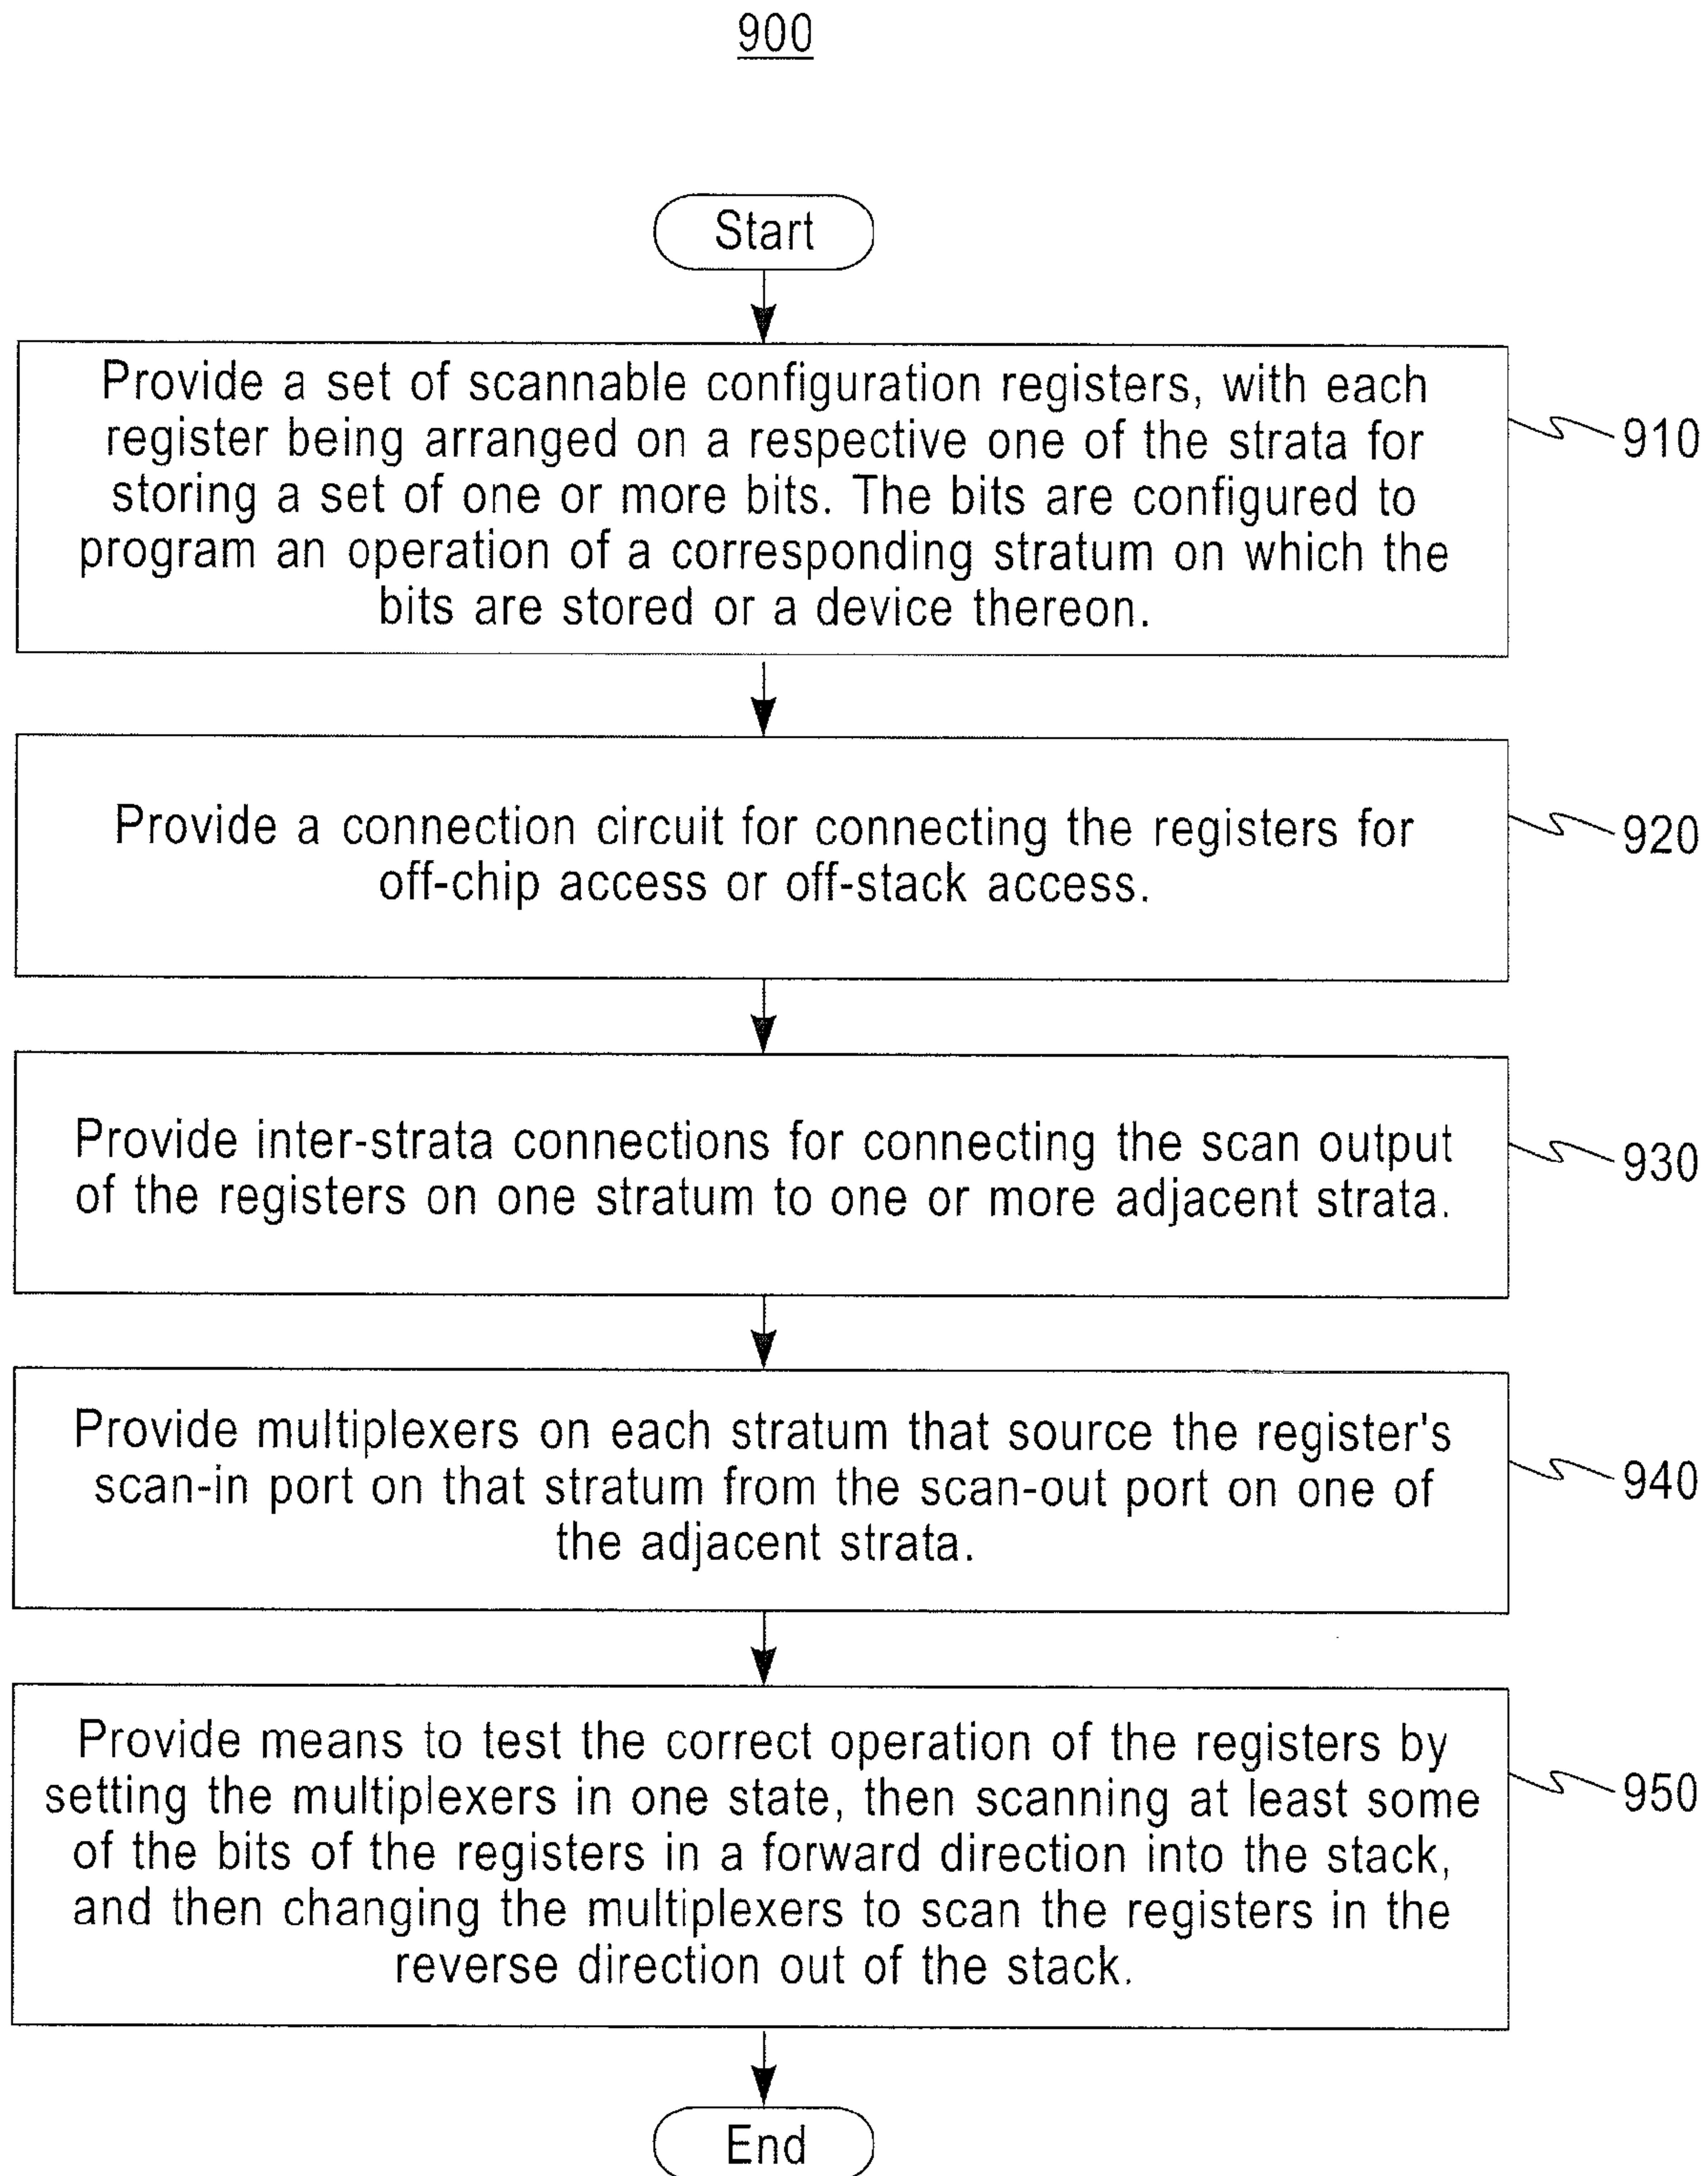 900
Start
Provide a set of scannable configuration registers, with each
register being arranged on a respective one of the strata for
storing a set of one or more bits. The bits are configured to
program an operation of a corresponding stratum on which the
bits are stored or a device thereon.
910
Provide a connection circuit for connecting the registers for
off-chip access or off-stack access.
920
Provide inter-strata connections for connecting the scan output
of the registers on one stratum to one or more adjacent strata.
930
Provide multiplexers on each stratum that source the register's
scan-in port on that stratum from the scan-out port on one of
the adjacent strata.
940
Provide means to test the correct operation of the registers by
setting the multiplexers in one state, then scanning at least some
of the bits of the registers in a forward direction into the stack,
and then changing the multiplexers to scan the registers in the
reverse direction out of the stack.
950
End